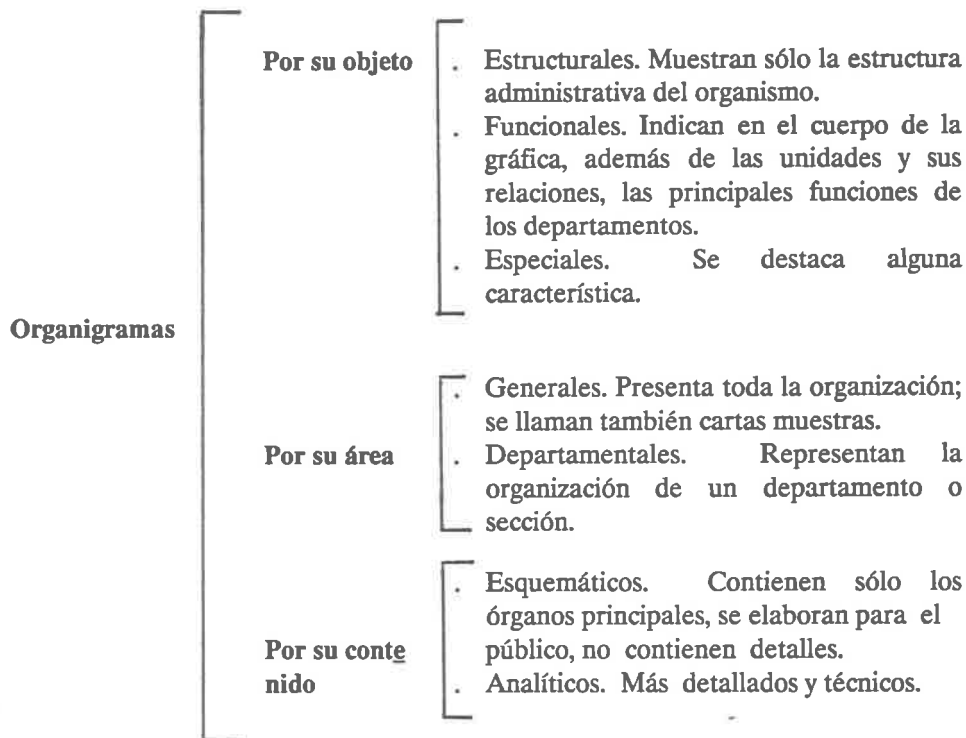 Por su objeto
. Estructurales. Muestran sólo la estructura
administrativa del organismo.
. Funcionales. Indican en el cuerpo de la
gráfica, además de las unidades y sus
relaciones, las principales funciones de
los departamentos.
. Especiales. Se destaca alguna
característica.
Organigramas
Por su área
. Generales. Presenta toda la organización;
se llaman también cartas muestras.
. Departamentales. Representan la
organización de un departamento o
sección.
Por su conte
nido
. Esquemáticos. Contienen sólo los
órganos principales, se elaboran para el
público, no contienen detalles.
. Analíticos. Más detallados y técnicos.